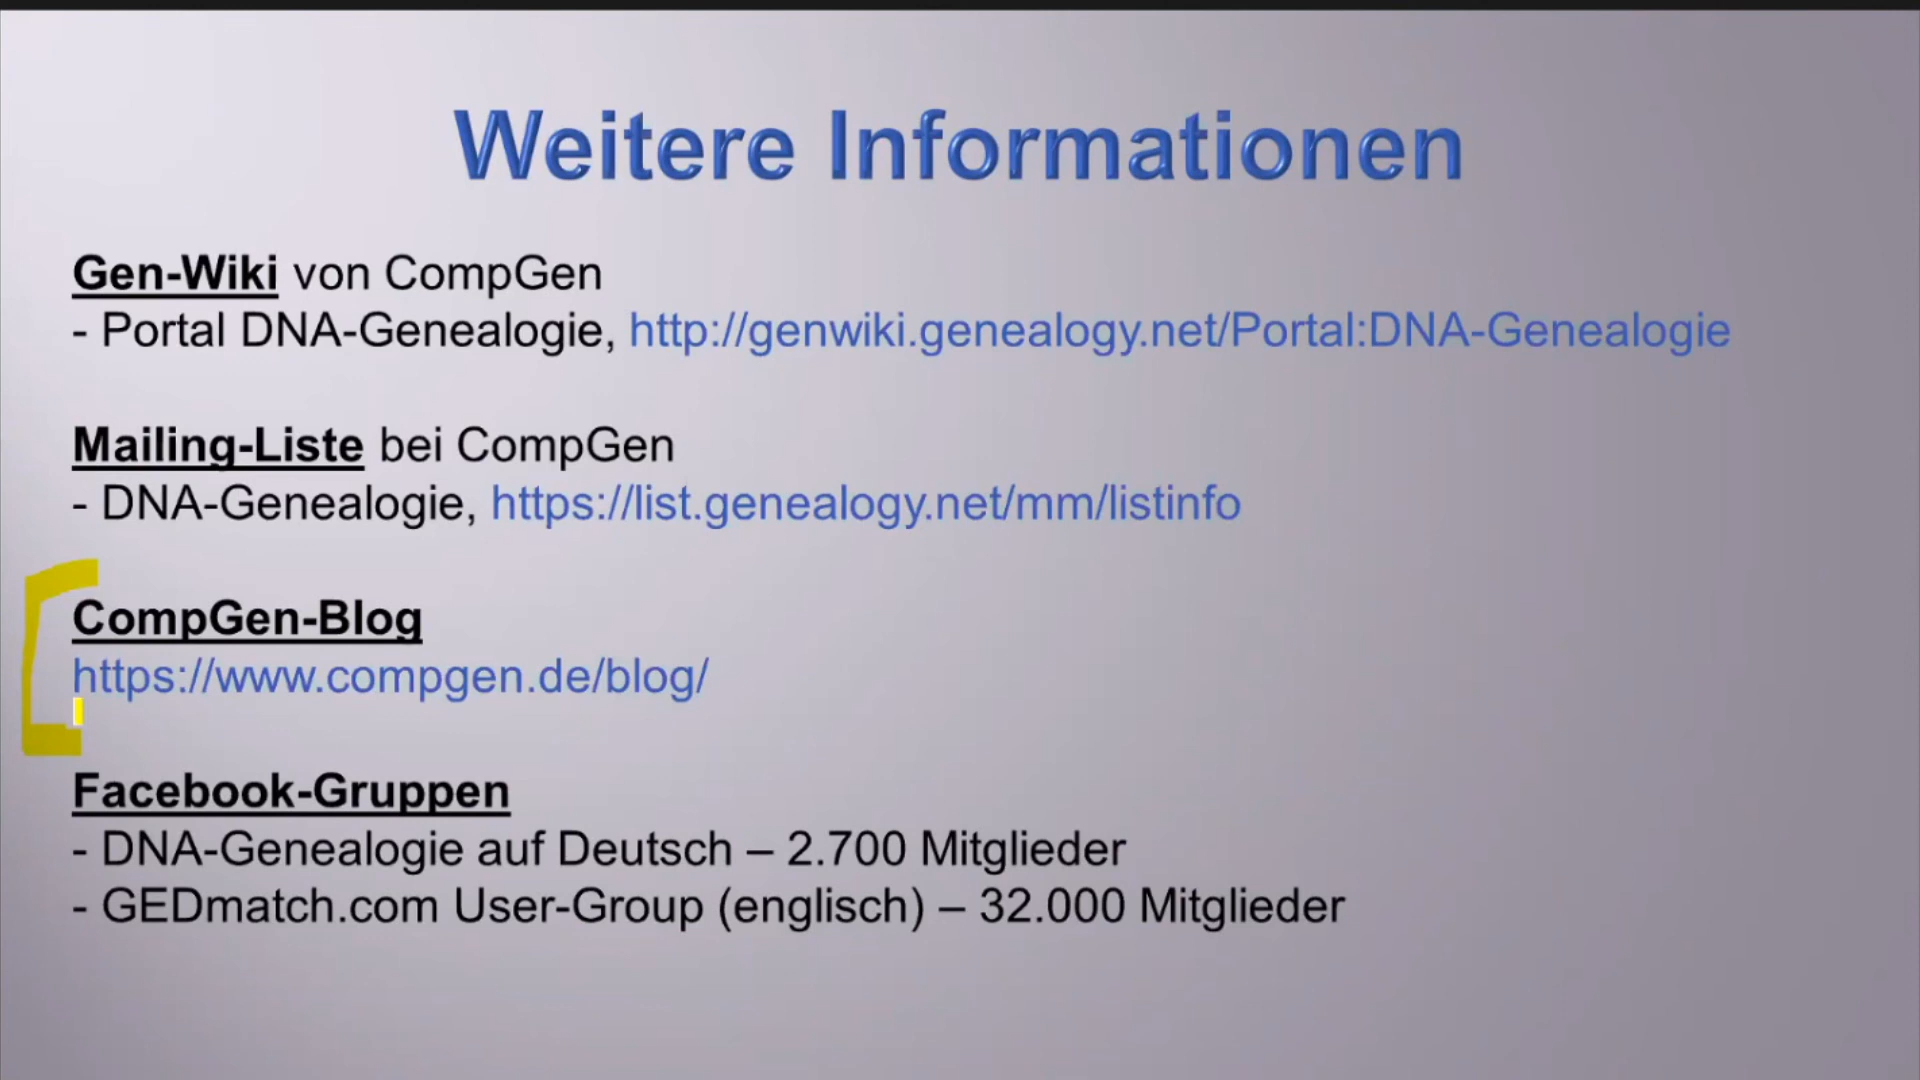 Weitere Informationen
Gen-Wiki von CompGen
- Portal DNA-Genealogie, http://genwiki.genealogy.net/Portal:DNA-Genealogie
Mailing-Liste bei CompGen
- DNA-Genealogie, https://list.genealogy.net/mm/listinfo
CompGen-Blog
https://www.compgen.de/blog/
Facebook-Gruppen
- DNA-Genealogie auf Deutsch – 2.700 Mitglieder
- GEDmatch.com User-Group (englisch) – 32.000 Mitglieder